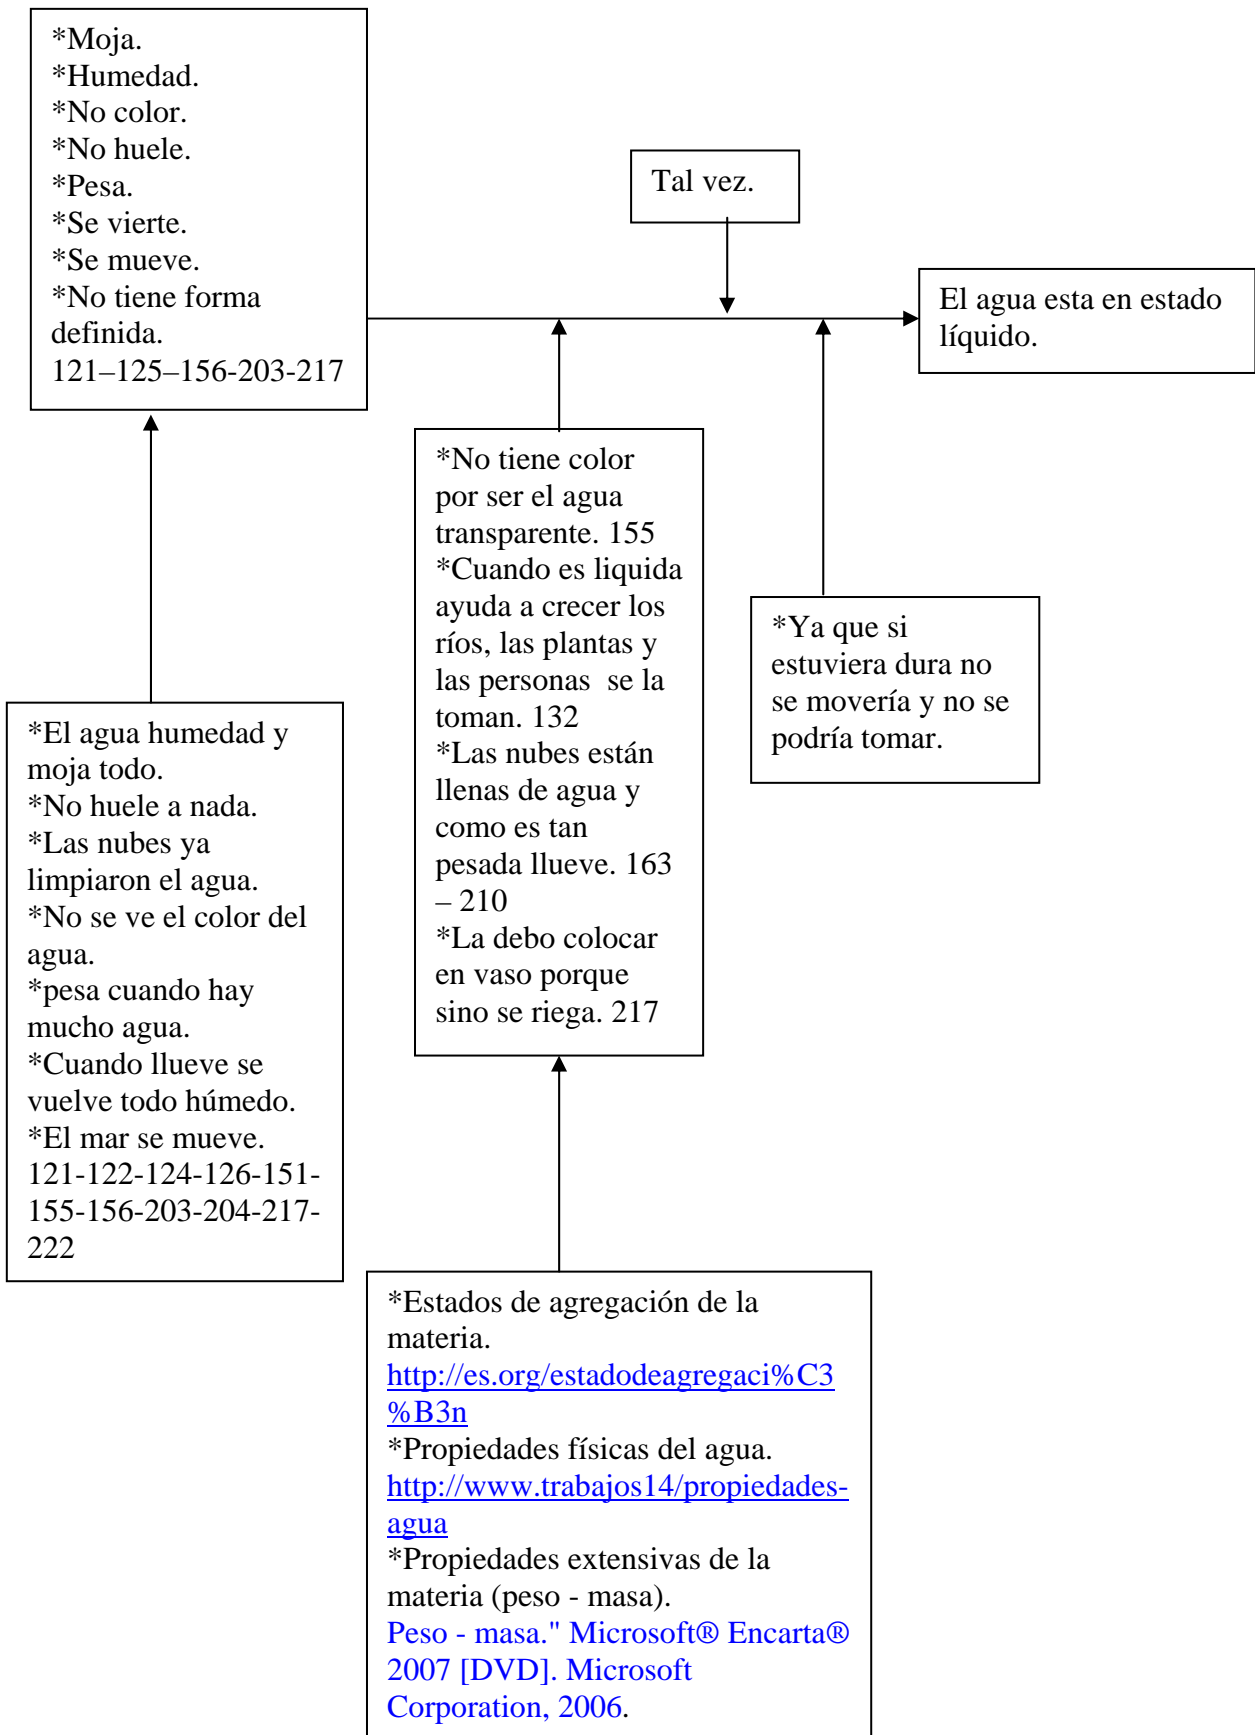 *Moja.
*Humedad.
*No color.
*No huele.
*Pesa.
*Se vierte.
*Se mueve.
*No tiene forma
definida.
121–125–156-203-217
Tal vez.
El agua esta en estado
líquido.
*No tiene color
por ser el agua
transparente. 155
*Cuando es liquida
ayuda a crecer los
ríos, las plantas y
las personas  se la
toman. 132
*Las nubes están
llenas de agua y
como es tan
pesada llueve. 163
– 210
*La debo colocar
en vaso porque
sino se riega. 217
*Ya que si
estuviera dura no
se movería y no se
podría tomar.
*El agua humedad y
moja todo.
*No huele a nada.
*Las nubes ya
limpiaron el agua.
*No se ve el color del
agua.
*pesa cuando hay
mucho agua.
*Cuando llueve se
vuelve todo húmedo.
*El mar se mueve.
121-122-124-126-151-
155-156-203-204-217-
222
*Estados de agregación de la
materia.
http://es.org/estadodeagregaci%C3
%B3n
*Propiedades físicas del agua.
http://www.trabajos14/propiedades-
agua
*Propiedades extensivas de la
materia (peso - masa).
Peso - masa." Microsoft® Encarta®
2007 [DVD]. Microsoft
Corporation, 2006.